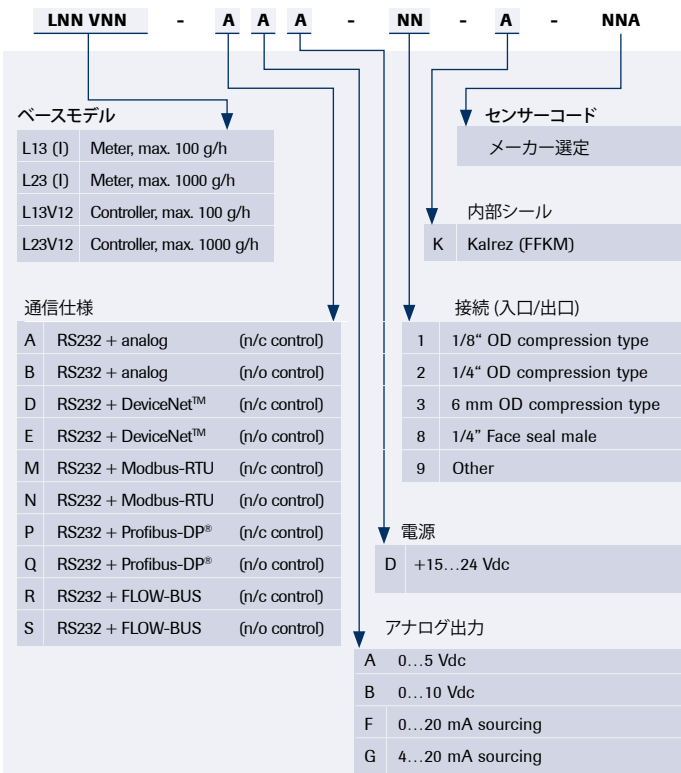 LNN VNN - A A A - NN - A - NNA
ベースモデル
L13 (I) Meter, max. 100 g/h
L23 (I) Meter, max. 1000 g/h
L13V12 Controller, max. 100 g/h
L23V12 Controller, max. 1000 g/h
センサーコード
メーカー選定
内部シール
K Kalrez (FFKM)
通信仕様
A RS232 + analog (n/c control)
B RS232 + analog (n/o control)
D RS232 + DeviceNet™ (n/c control)
E RS232 + DeviceNet™ (n/o control)
M RS232 + Modbus-RTU (n/c control)
N RS232 + Modbus-RTU (n/o control)
P RS232 + Profibus-DP® (n/c control)
Q RS232 + Profibus-DP® (n/o control)
R RS232 + FLOW-BUS (n/c control)
S RS232 + FLOW-BUS (n/o control)
接続 (入口/出口)
1 1/8“ OD compression type
2 1/4“ OD compression type
3 6 mm OD compression type
8 1/4” Face seal male
9 Other
電源
D +15…24 Vdc
アナログ出力
A 0…5 Vdc
B 0…10 Vdc
F 0…20 mA sourcing
G 4…20 mA sourcing